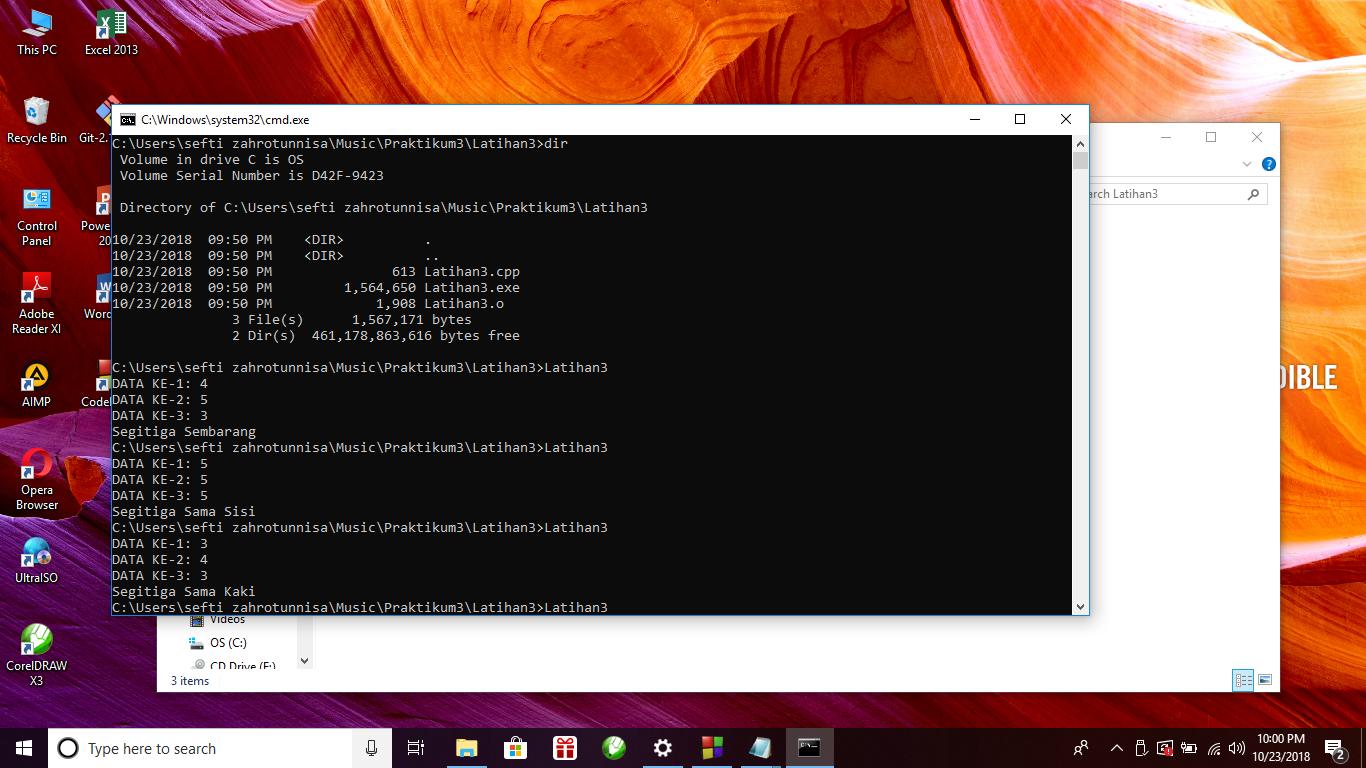 This PC
Excel 2013
Recycle Bin
Git-2.
Control
Panel
Adobe
Reader XI
AIMP
Opera
Browser
UltraISO
CorelDRAW
X3
C:\Windows\system32\cmd.exe
C:\Users\sefti zahrotunnisa\Music\Praktikum3\Latihan3>dir
 Volume in drive C is OS
 Volume Serial Number is D42F-9423
 Directory of C:\Users\sefti zahrotunnisa\Music\Praktikum3\Latihan3
10/23/2018  09:50 PM    <DIR>          .
10/23/2018  09:50 PM    <DIR>          ..
10/23/2018  09:50 PM               613 Latihan3.cpp
10/23/2018  09:50 PM         1,564,650 Latihan3.exe
10/23/2018  09:50 PM             1,908 Latihan3.o
               3 File(s)      1,567,171 bytes
               2 Dir(s)  461,178,863,616 bytes free
C:\Users\sefti zahrotunnisa\Music\Praktikum3\Latihan3>Latihan3
DATA KE-1: 4
DATA KE-2: 5
DATA KE-3: 3
Segitiga Sembarang
C:\Users\sefti zahrotunnisa\Music\Praktikum3\Latihan3>Latihan3
DATA KE-1: 5
DATA KE-2: 5
DATA KE-3: 5
Segitiga Sama Sisi
C:\Users\sefti zahrotunnisa\Music\Praktikum3\Latihan3>Latihan3
DATA KE-1: 3
DATA KE-2: 4
DATA KE-3: 3
Segitiga Sama Kaki
C:\Users\sefti zahrotunnisa\Music\Praktikum3\Latihan3>Latihan3
arch Latihan3
DIBLE
Videos
OS (C:)
CD Drive (F:)
3 items
Type here to search
10:00 PM
10/23/2018
2